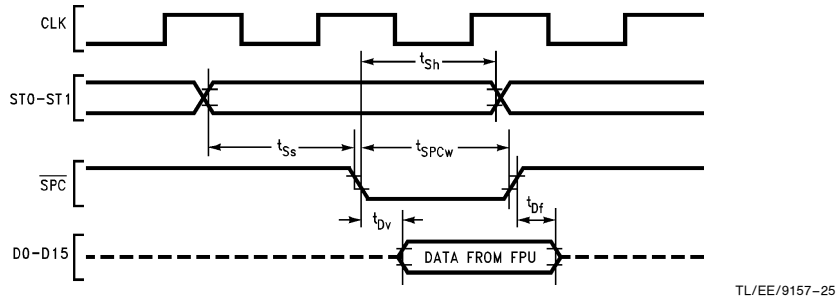 CLK
tSh
ST0-ST1
tSs
tSPCw
SPC
tDv
tDf
D0-D15
DATA FROM FPU
TL/EE/9157-25